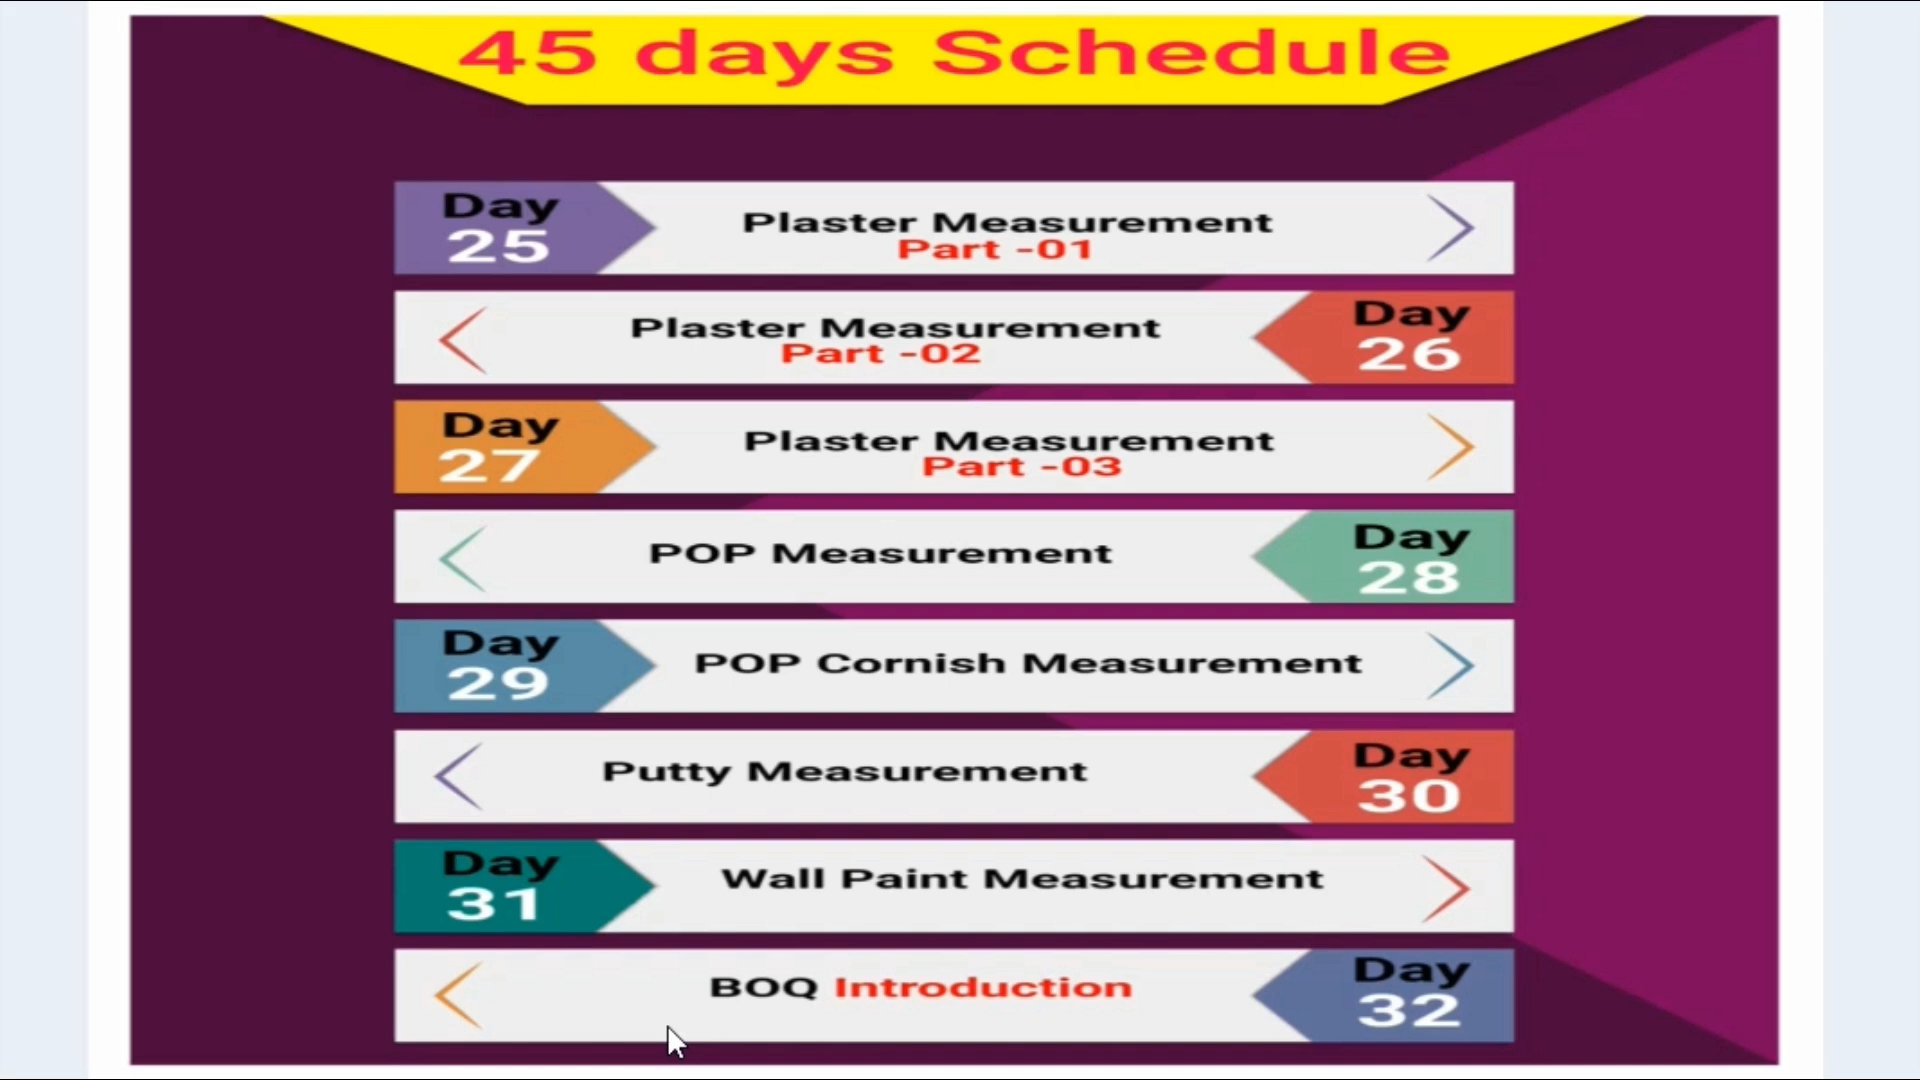 45 days Schedule
Day
25
Plaster Measurement
Part -01
Plaster Measurement
Part -02
Day
26
Day
27
Plaster Measurement
Part -03
POP Measurement
Day
28
Day
29
POP Cornish Measurement
Putty Measurement
Day
30
Day
31
Wall Paint Measurement
BOQ Introduction
Day
32